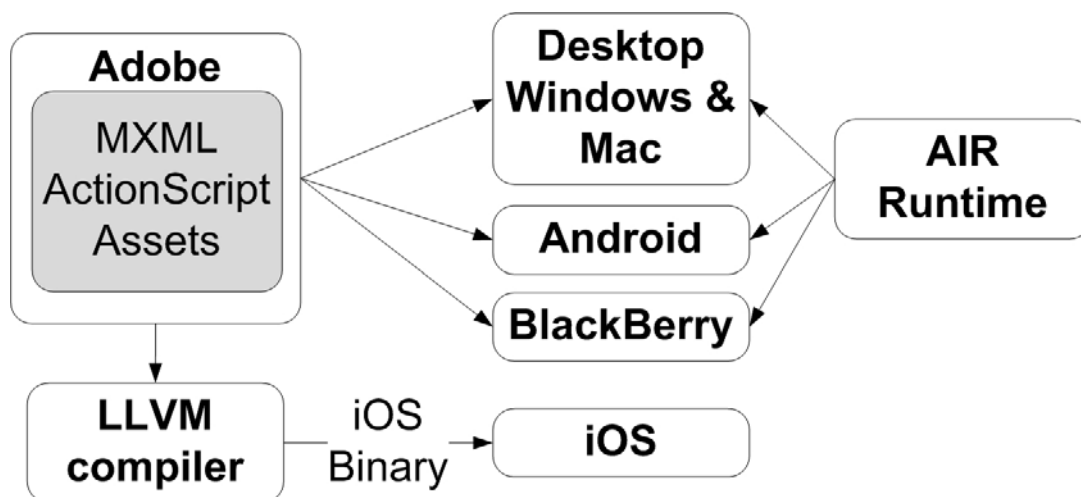 Adobe
MXML
ActionScript
Assets
Desktop
Windows &
Mac
Android
BlackBerry
AIR
Runtime
LLVM
compiler
iOS
Binary
iOS